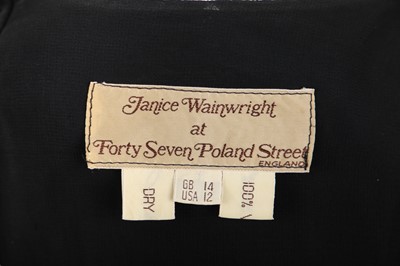 Janice Wainwright
at
Forty Seven Poland Street
ENGLAND
DRY
GB 14
USA 12
100%